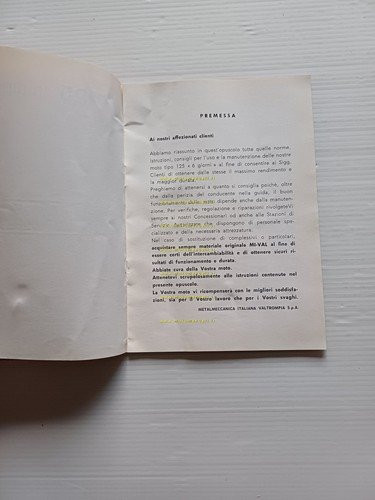 PREMESSA
Ai nostri affezionati clienti
Abbiamo riassunto in quest'opuscolo tutte quelle norme,
istruzioni, consigli per l'uso e la manutenzione delle nostre
moto tipo 125 « 6 giorni » al fine di consentire ai Sigg.
Clienti di ottenere dalle stesse il massimo rendimento e
la maggior durata.
Preghiamo di attenersi a quanto si consiglia poichè, oltre
che dalla perizia del conducente nella guida, il buon
funzionamento delle moto dipende anche dalla manuten-
zione. Per verifiche, regolazione e riparazioni rivolgetevi
sempre ai nostri Concessionari od anche alle Stazioni di
Servizio Autorizzate che dispongono di personale spe-
cializzato e della necessaria attrezzatura.
Nel caso di sostituzione di complessivi o particolari,
acquistare sempre materiale originale MI-VAL al fine di
essere certi dell'intercambiabilità e di ottenere sicuri ri-
sultati di funzionamento e durata.
Abbiate cura della Vostra moto.
Attenetevi scrupolosamente alle istruzioni contenute nel
presente opuscolo.
La Vostra moto vi ricompenserà con le migliori soddisfa-
zioni, sia per il Vostro lavoro che per i Vostri svaghi.
METALMECCANICA ITALIANA VALTROMPIA S.p.A.